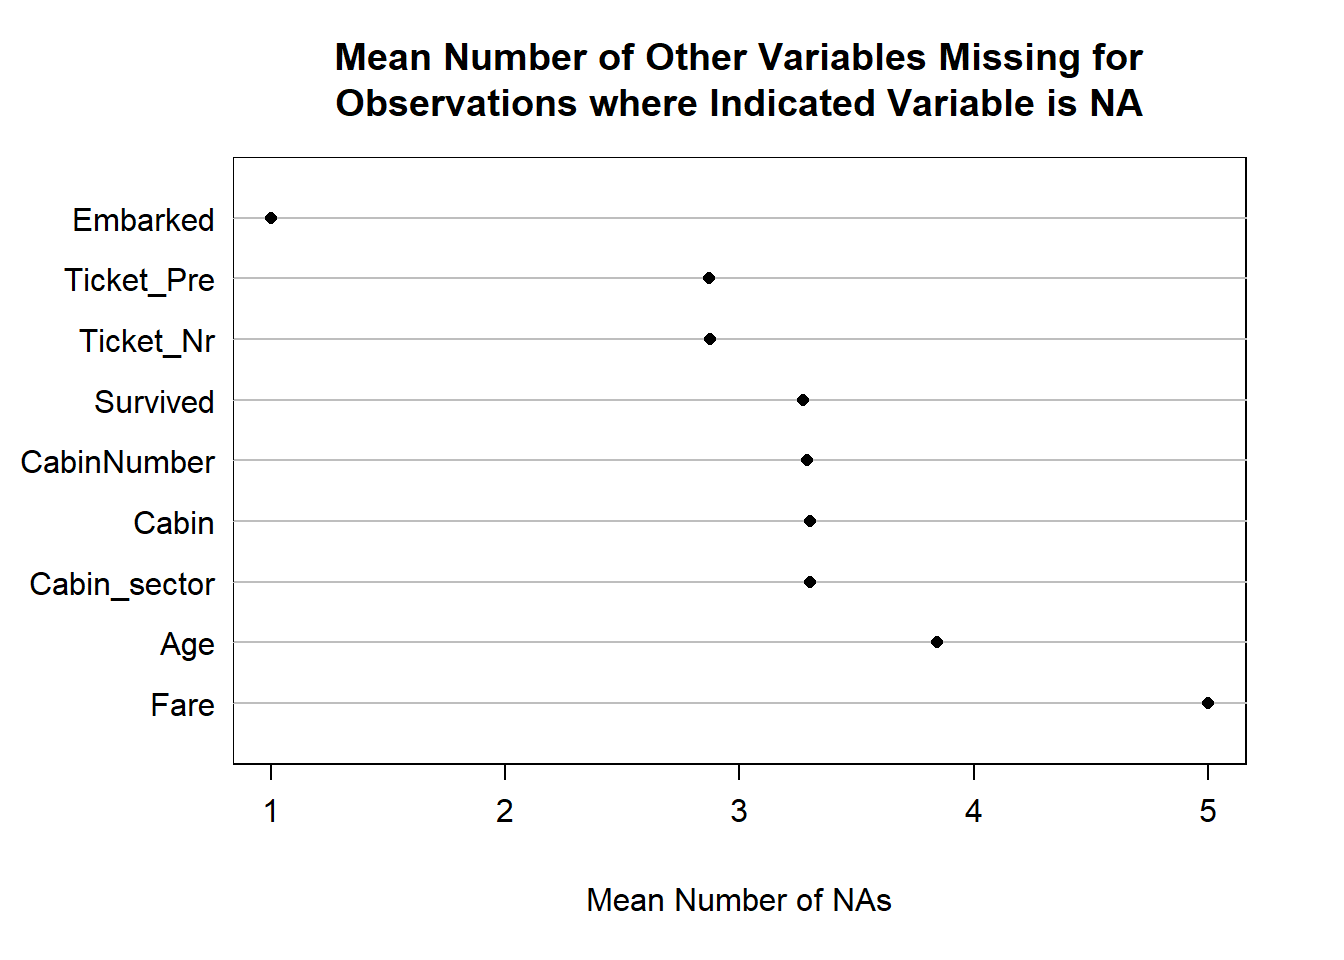 Mean Number of Other Variables Missing for
Observations where Indicated Variable is NA
Embarked
Ticket_Pre
Ticket_Nr
Survived
CabinNumber
Cabin
Cabin_sector
Age
Fare
1 2 3 4 5
Mean Number of NAs